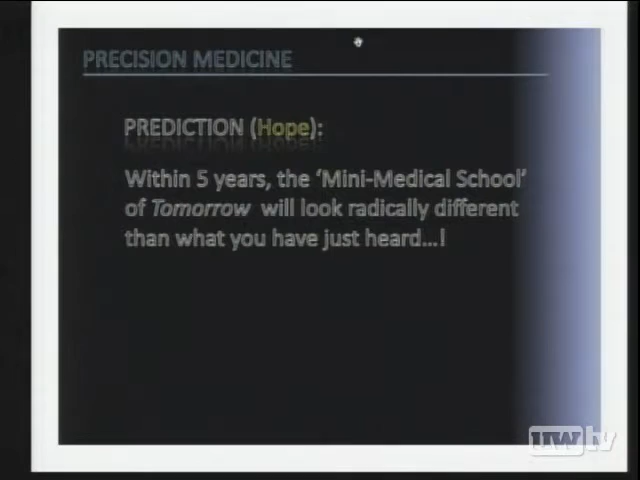 PRECISION MEDICINE
PREDICTION (Hope):
Within 5 years, the ‘Mini-Medical School’
of Tomorrow will look radically different
than what you have just heard...!
UWtv